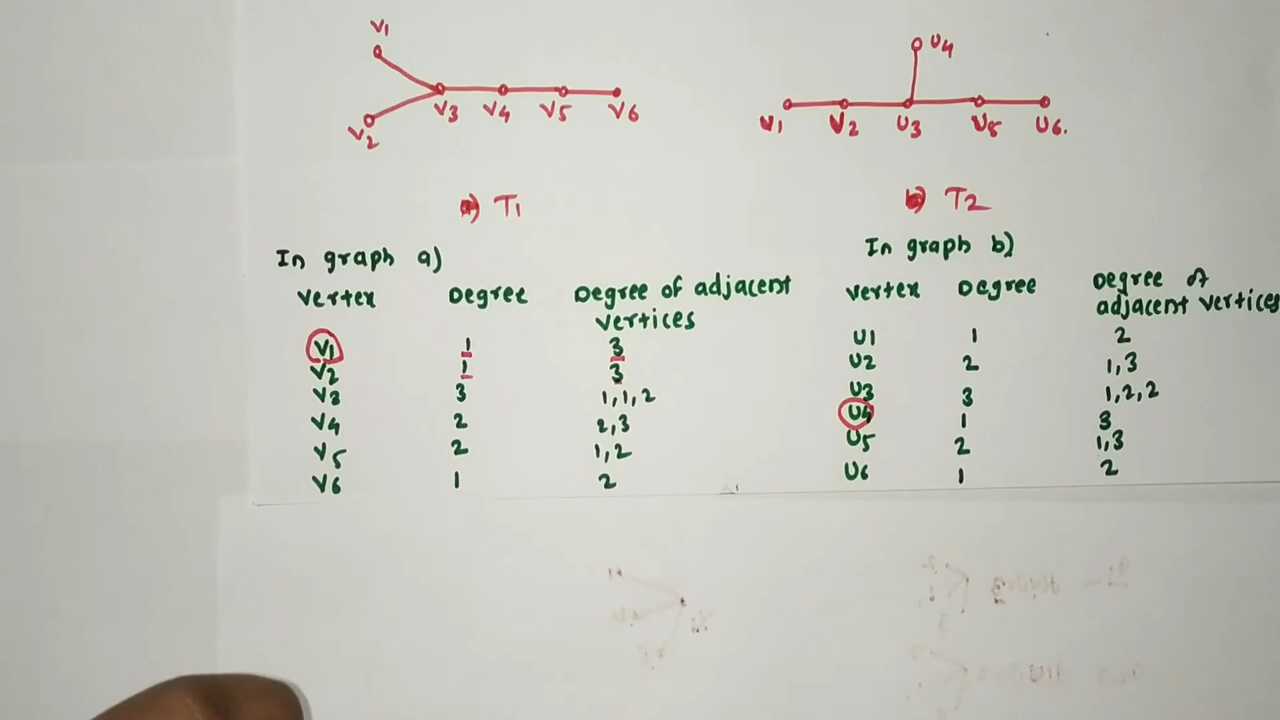 V1
V2
V3 V4 V5 V6
a) T1
U4
U1 U2 U3 U5 U6.
b) T2
In graph a)
Vertex Degree Degree of adjacent vertices
V1 1 3
V2 1 3
V3 3 1,1,2
V4 2 2,3
V5 2 1,2
V6 1 2
In graph b)
Vertex Degree Degree of adjacent vertices
U1 1 2
U2 2 1,3
U3 3 1,2,2
U4 1 3
U5 2 1,3
U6 1 2